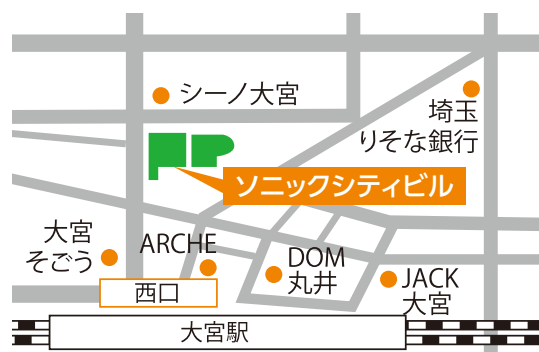 シーノ大宮
埼玉
りそな銀行
ソニックシティビル
大宮
そごう
ARCHE
DOM
丸井
JACK
大宮
西口
大宮駅